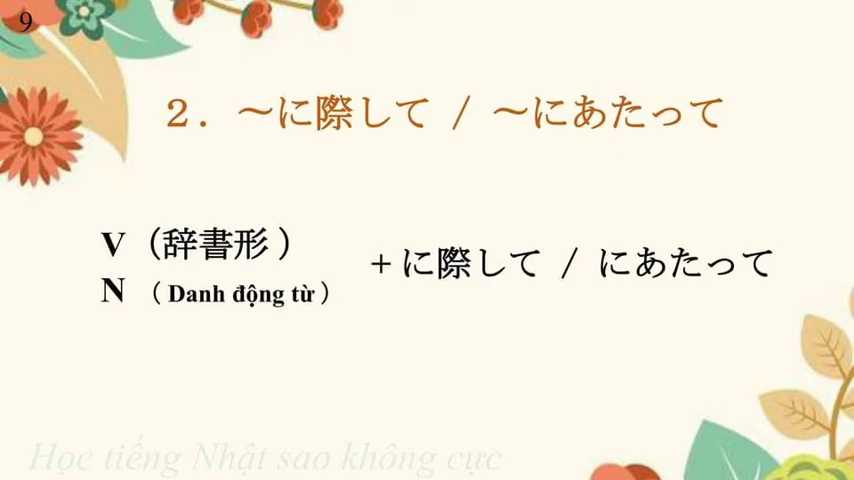 9
２．～に際して / ～にあたって
V（辞書形 ）
＋に際して / にあたって
N （ Danh động từ ）
Học tiếng Nhật sao không cực